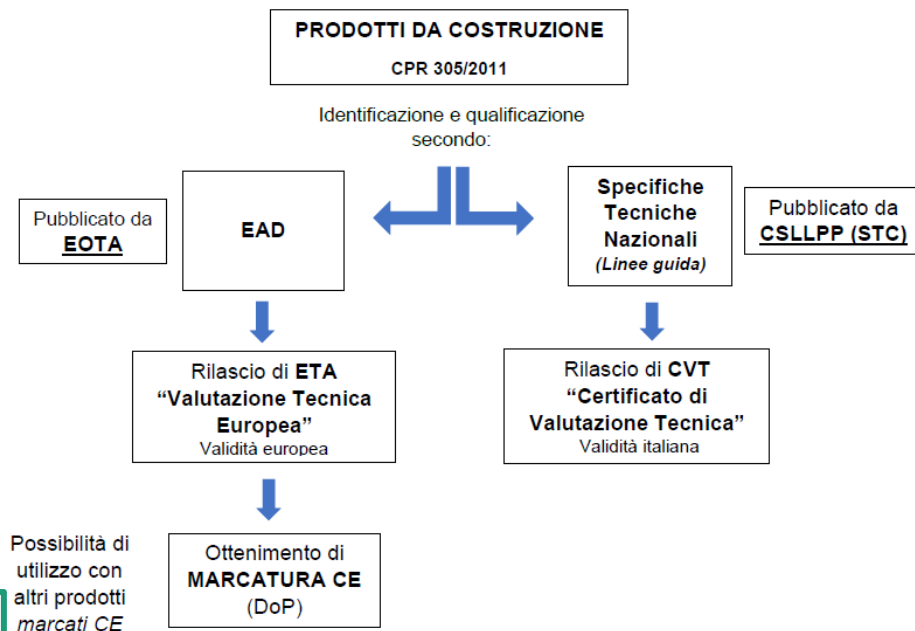 PRODOTTI DA COSTRUZIONE
CPR 305/2011
Identificazione e qualificazione
secondo:
Pubblicato da
EOTA
EAD
Specifiche
Tecniche
Nazionali
(Linee guida)
Pubblicato da
CSLLPP (STC)
Rilascio di ETA
“Valutazione Tecnica
Europea”
Validità europea
Rilascio di CVT
“Certificato di
Valutazione Tecnica”
Validità italiana
Possibilità di
utilizzo con
altri prodotti
marcati CE
Ottenimento di
MARCATURA CE
(DoP)